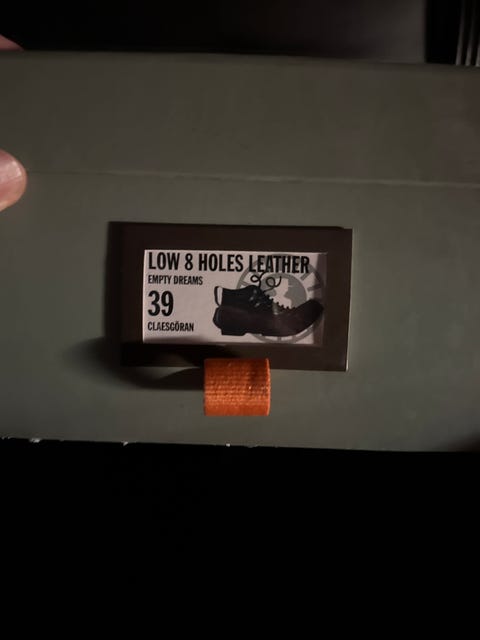 LOW 8 HOLES LEATHER
EMPTY DREAMS
39
CLAESGÖRAN